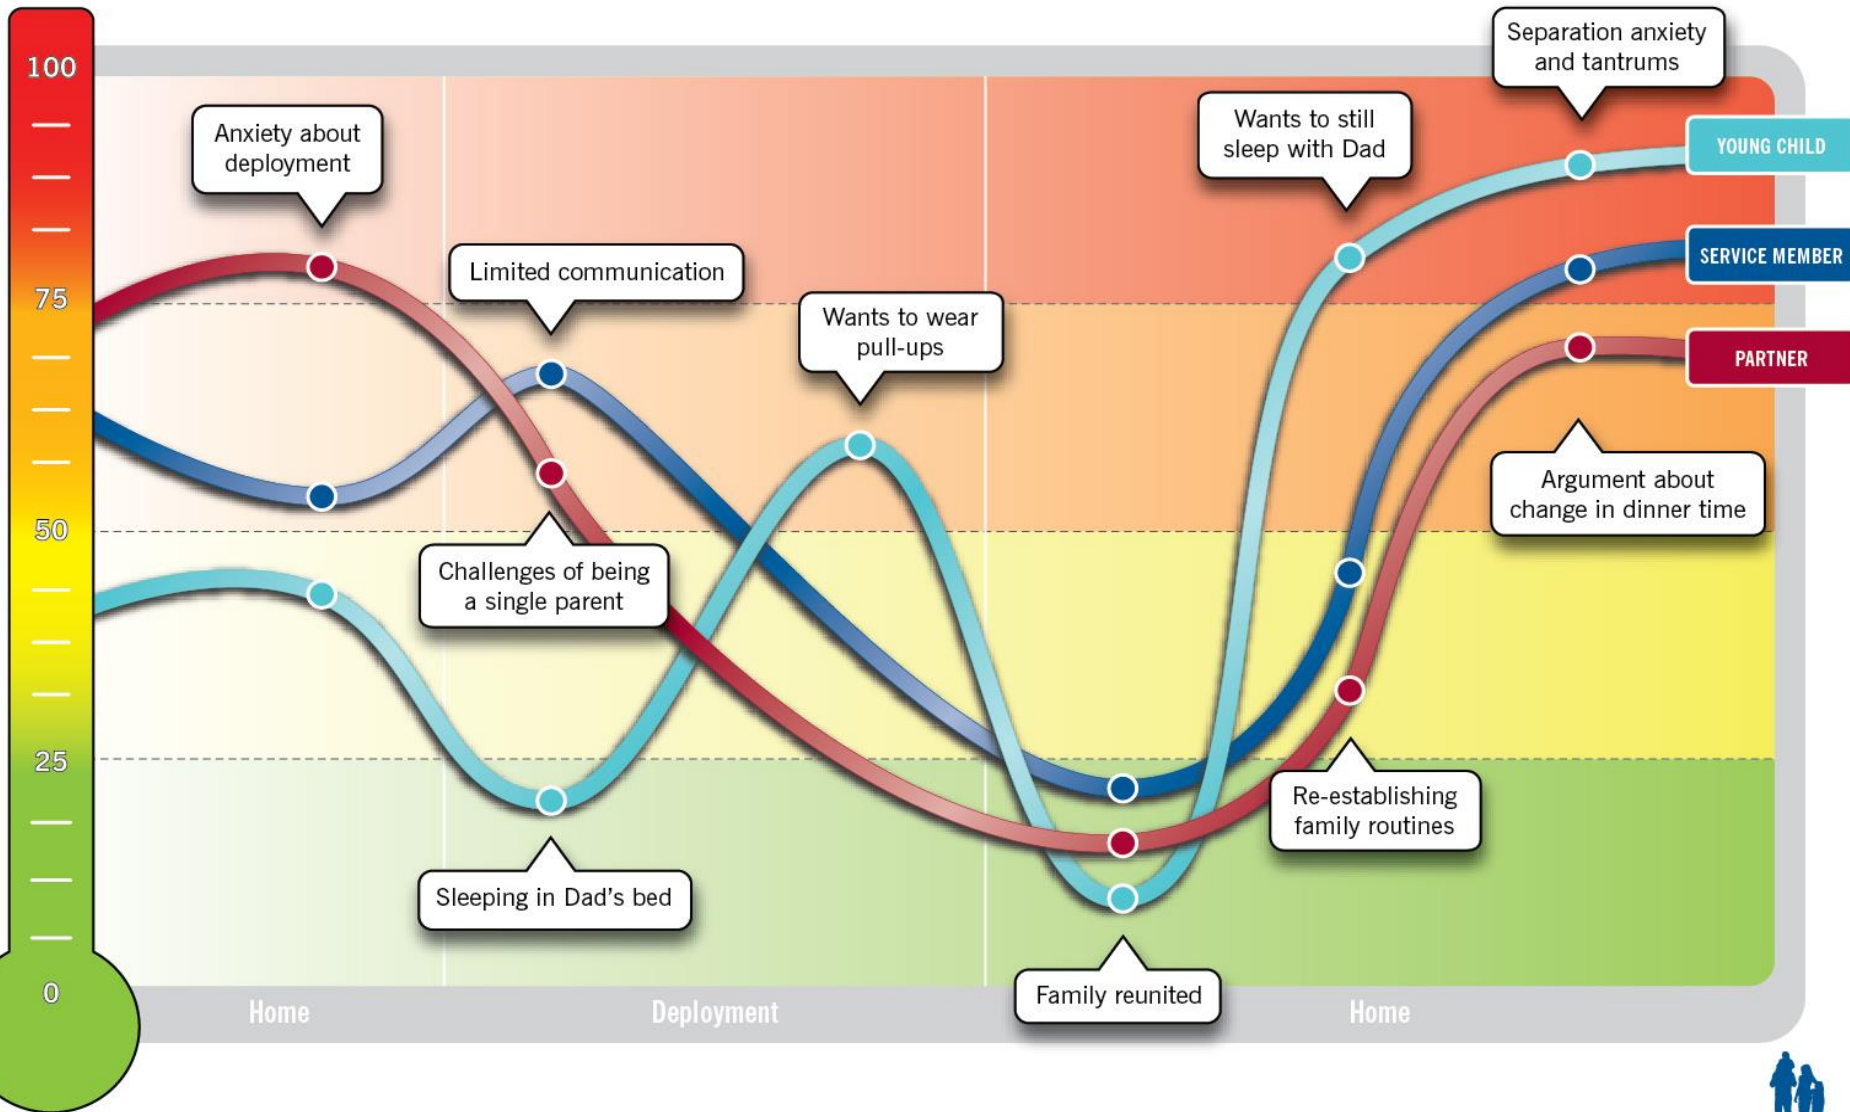 100
75
50
25
0
Anxiety about
deployment
Limited communication
Challenges of being
a single parent
Sleeping in Dad's bed
Wants to wear
pull-ups
Family reunited
Wants to still
sleep with Dad
Re-establishing
family routines
Separation anxiety
and tantrums
Argument about
change in dinner time
YOUNG CHILD
SERVICE MEMBER
PARTNER
Home
Deployment
Home